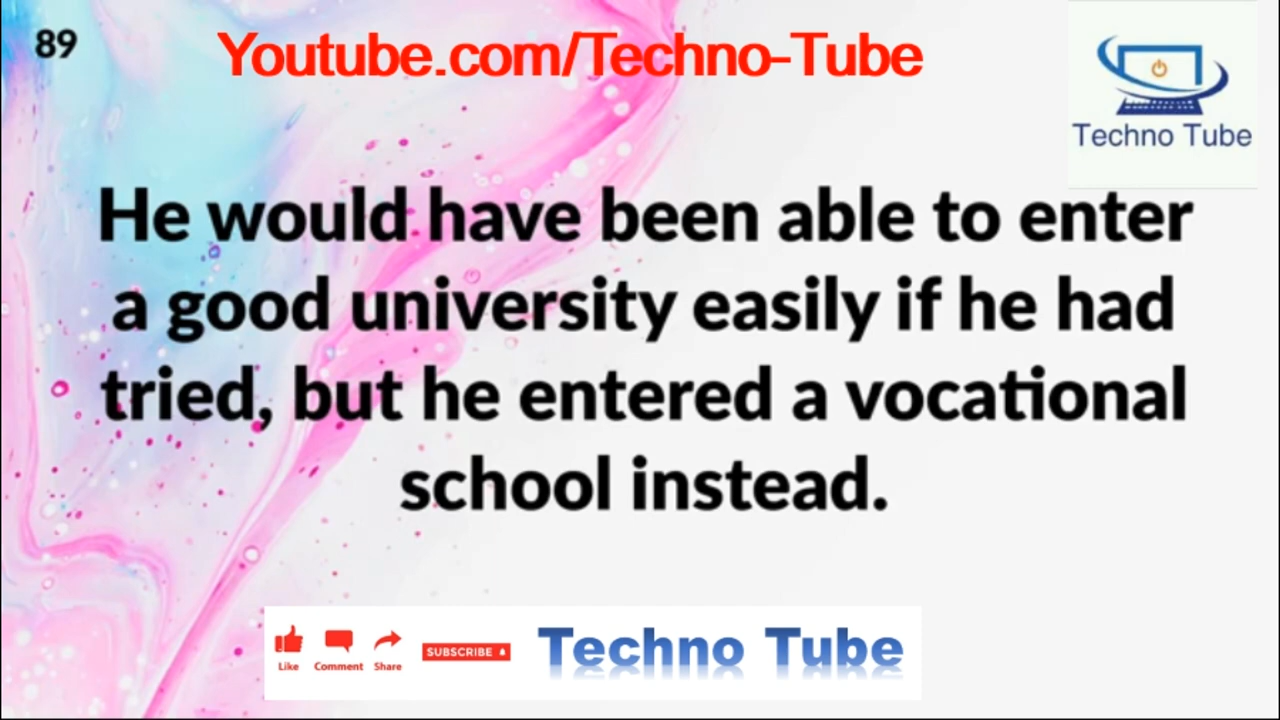 89
Youtube.com/Techno-Tube
Techno Tube
He would have been able to enter
a good university easily if he had
tried, but he entered a vocational
school instead.
Like Comment Share
SUBSCRIBE
Techno Tube